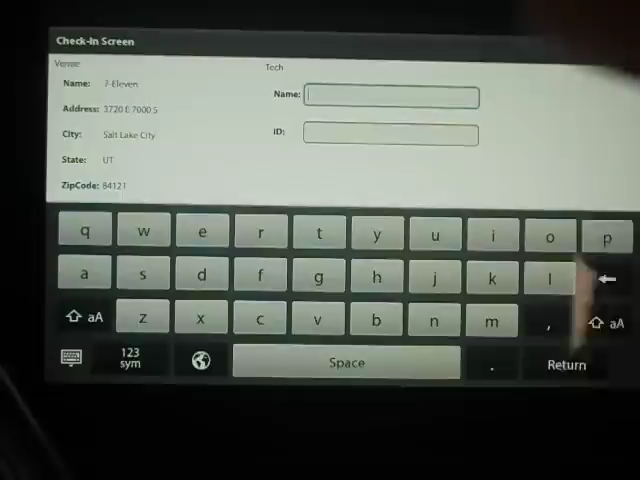 Check-In Screen
Venue
Name: 7-Eleven
Address: 3720 E 7000 S
City: Salt Lake City
State: UT
ZipCode: 84121
Tech
Name:
ID:
q w e r t y u i o p
a s d f g h j k l
aA z x c v b n m , aA
123 sym Space . Return